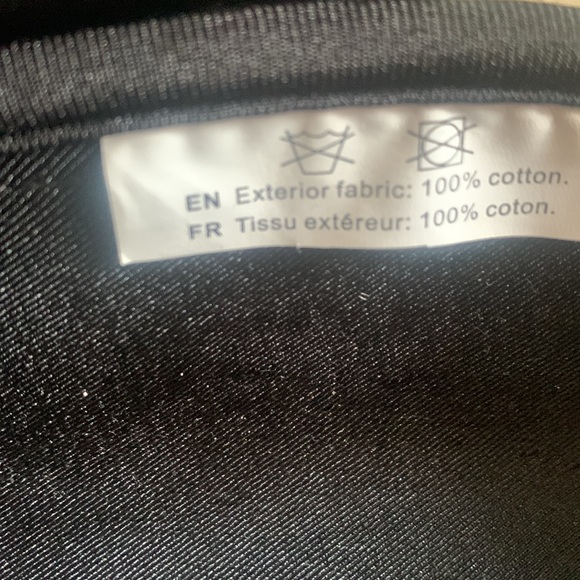 EN Exterior fabric: 100% cotton.
FR Tissu extéreur: 100% coton.